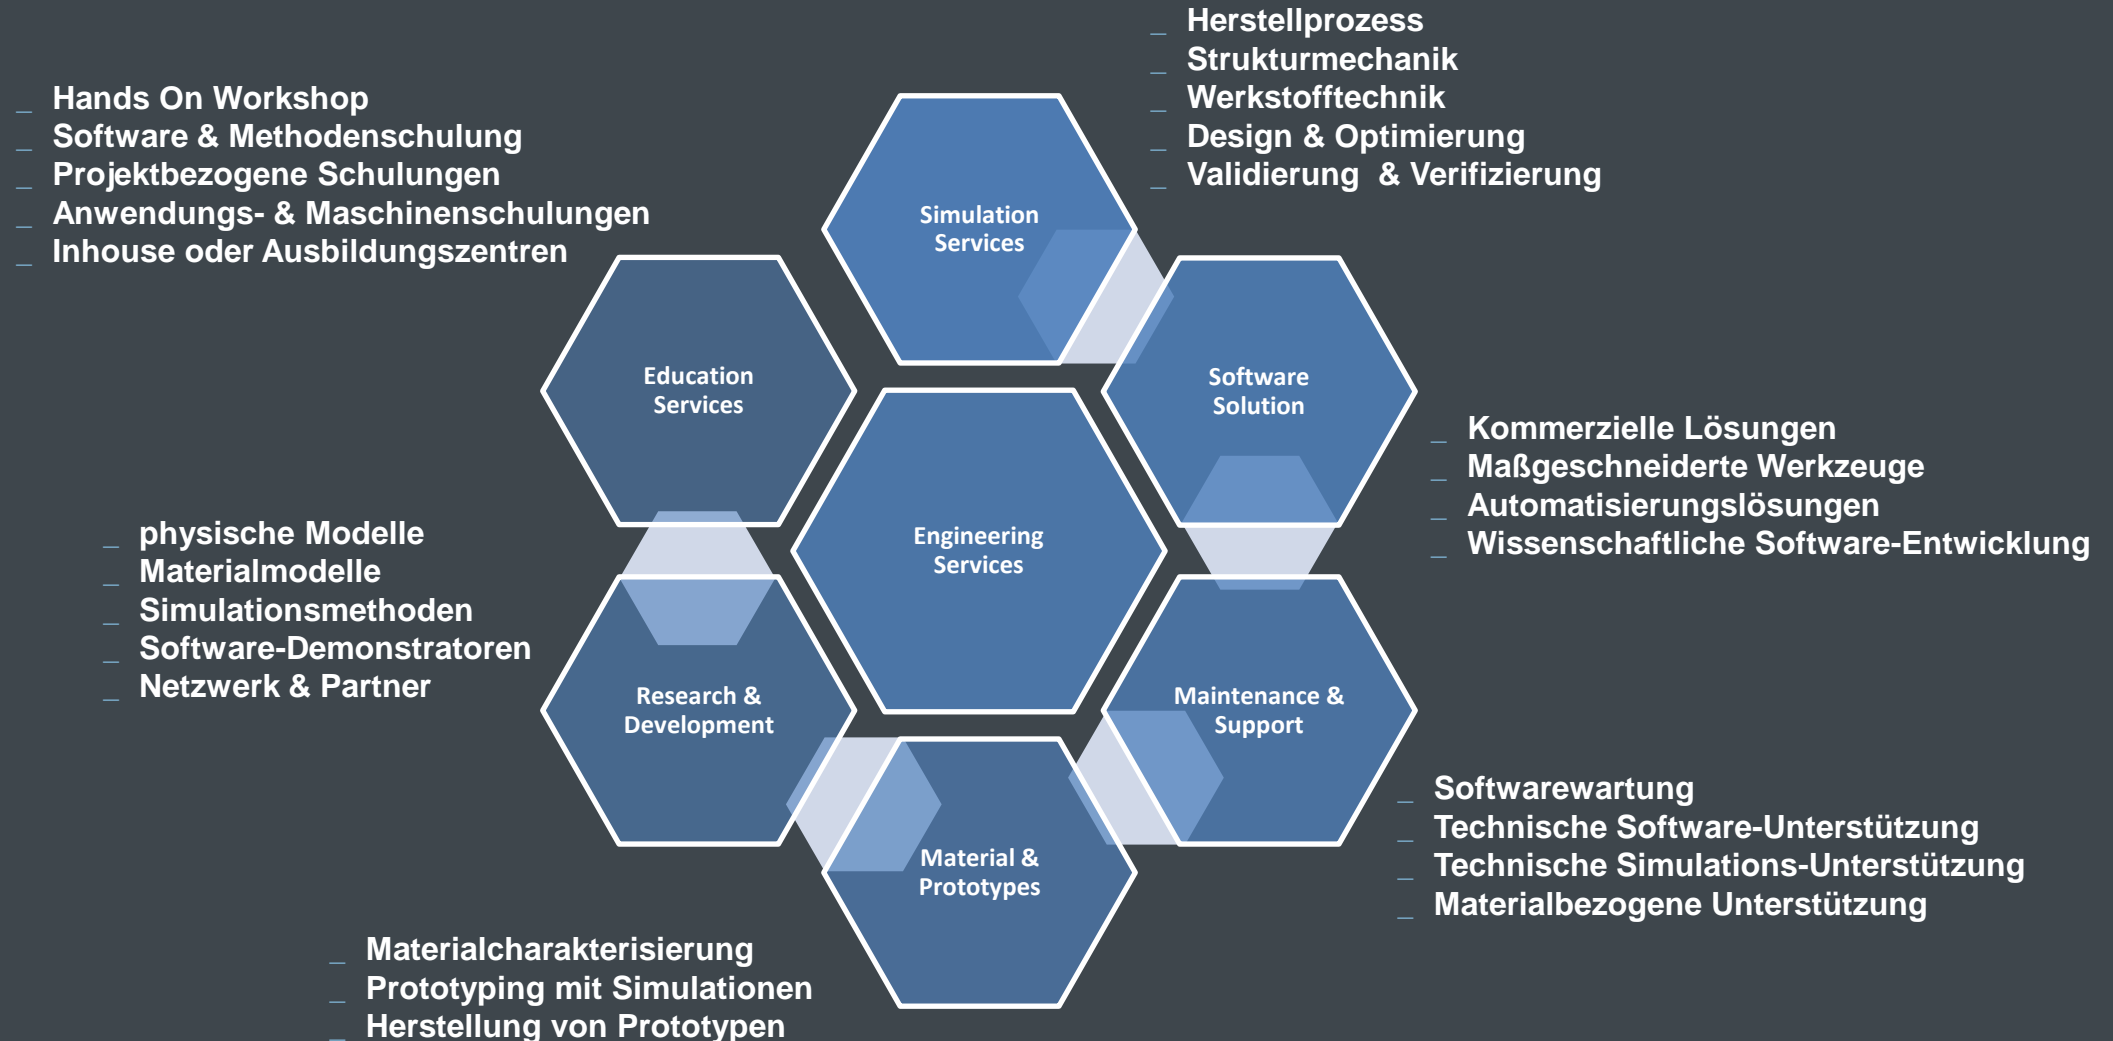 Herstellprozess
Strukturmechanik
Werkstofftechnik
Design & Optimierung
Validierung  & Verifizierung
Hands On Workshop
Software & Methodenschulung
Projektbezogene Schulungen
Anwendungs- & Maschinenschulungen
Inhouse oder Ausbildungszentren
Simulation
Services
Education
Services
Software
Solution
Kommerzielle Lösungen
Maßgeschneiderte Werkzeuge
Automatisierungslösungen
Wissenschaftliche Software-Entwicklung
Engineering
Services
physische Modelle
Materialmodelle
Simulationsmethoden
Software-Demonstratoren
Netzwerk & Partner
Research &
Development
Maintenance &
Support
Softwarewartung
Technische Software-Unterstützung
Technische Simulations-Unterstützung
Materialbezogene Unterstützung
Material &
Prototypes
Materialcharakterisierung
Prototyping mit Simulationen
Herstellung von Prototypen